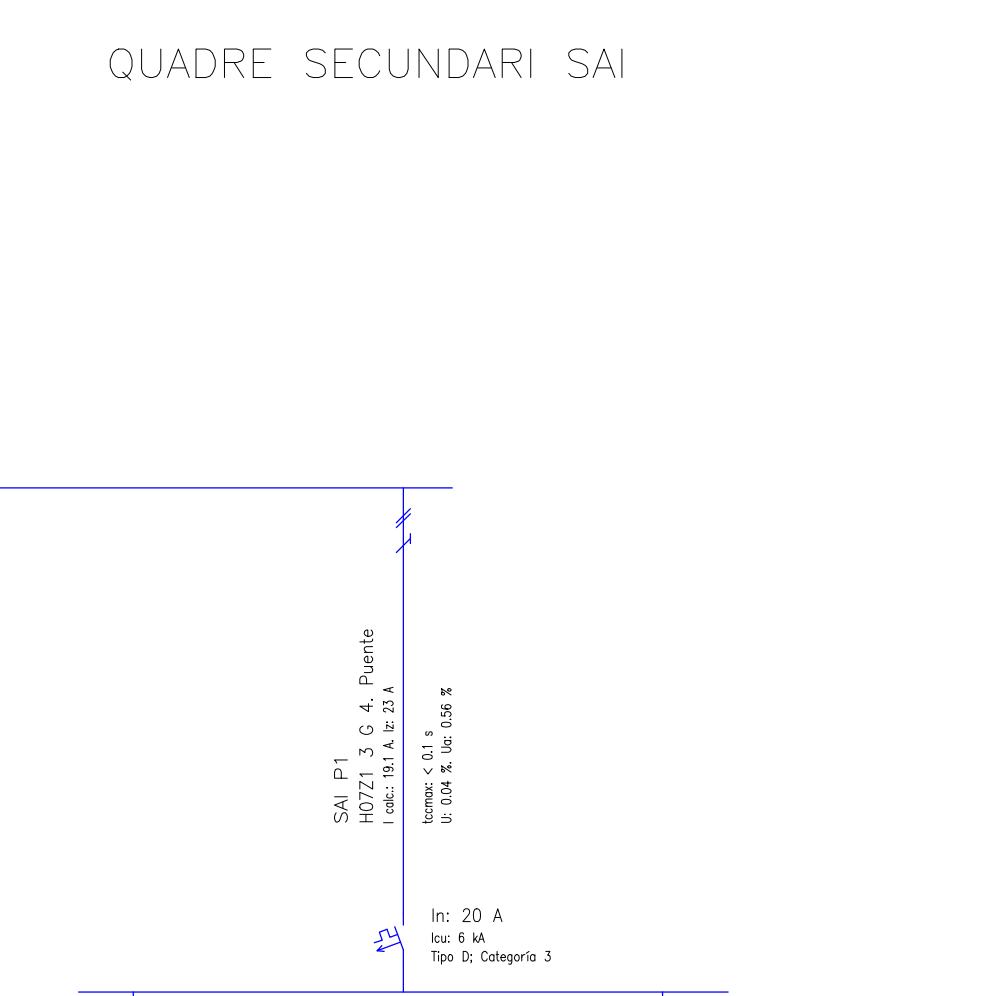 QUADRE SECUNDARI SAI
SAI P1
H07Z1 3 G 4. Puente
I calc.: 19.1 A. Iz: 23 A
tccmax: < 0.1 s
U: 0.04 %. Ua: 0.56 %
In: 20 A
Icu: 6 kA
Tipo D; Categoría 3